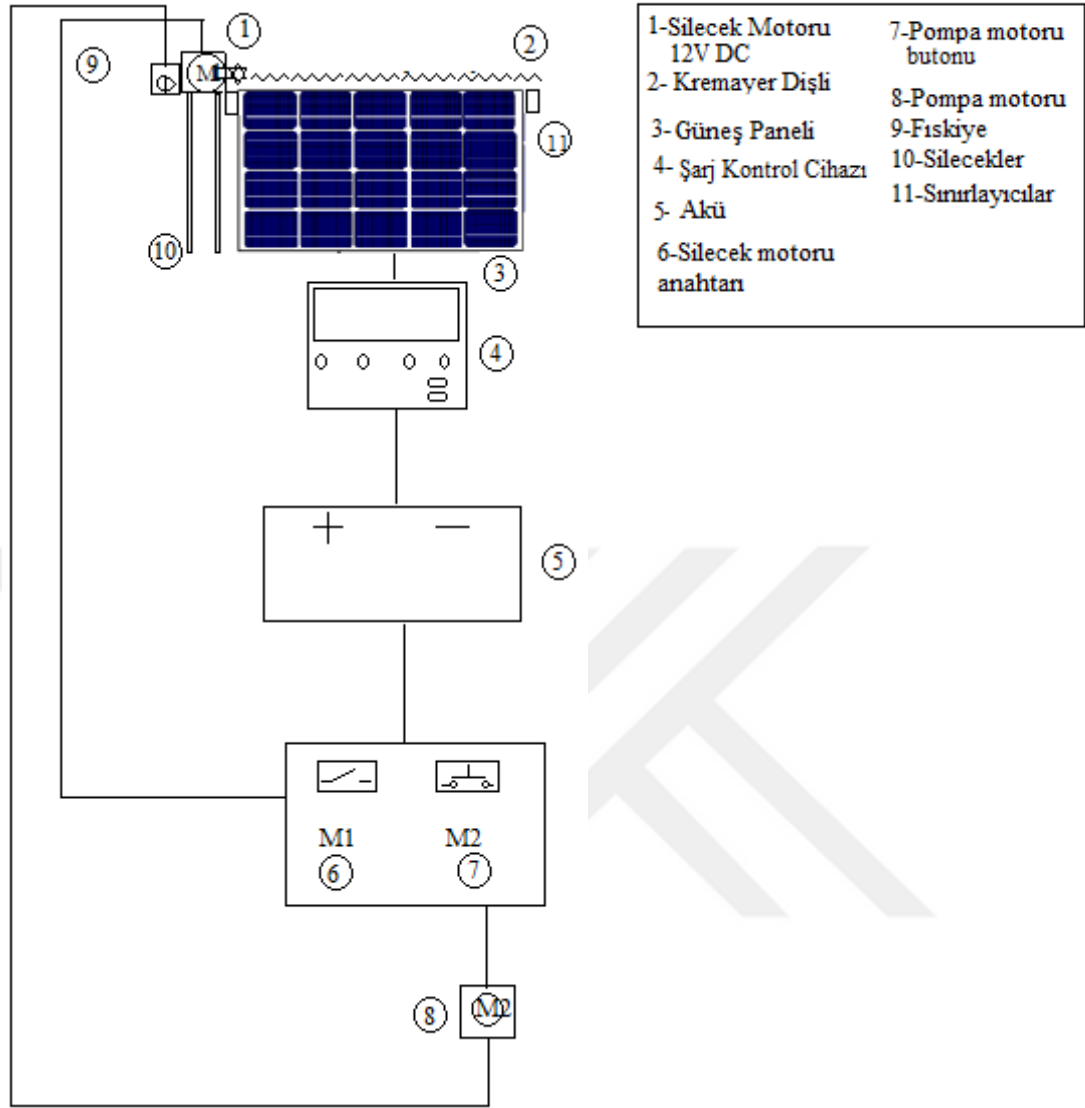 1
2
9
M
11
10
3
4
+ —
5
M1 M2
6 7
8
M2
1-Silecek Motoru
12V DC
2- Kremayer Dişli
3- Güneş Paneli
4- Şarj Kontrol Cihazı
5- Akü
6-Silecek motoru
anahtarı
7-Pompa motoru
butonu
8-Pompa motoru
9-Fıskiye
10-Silecekler
11-Sınırlayıcılar